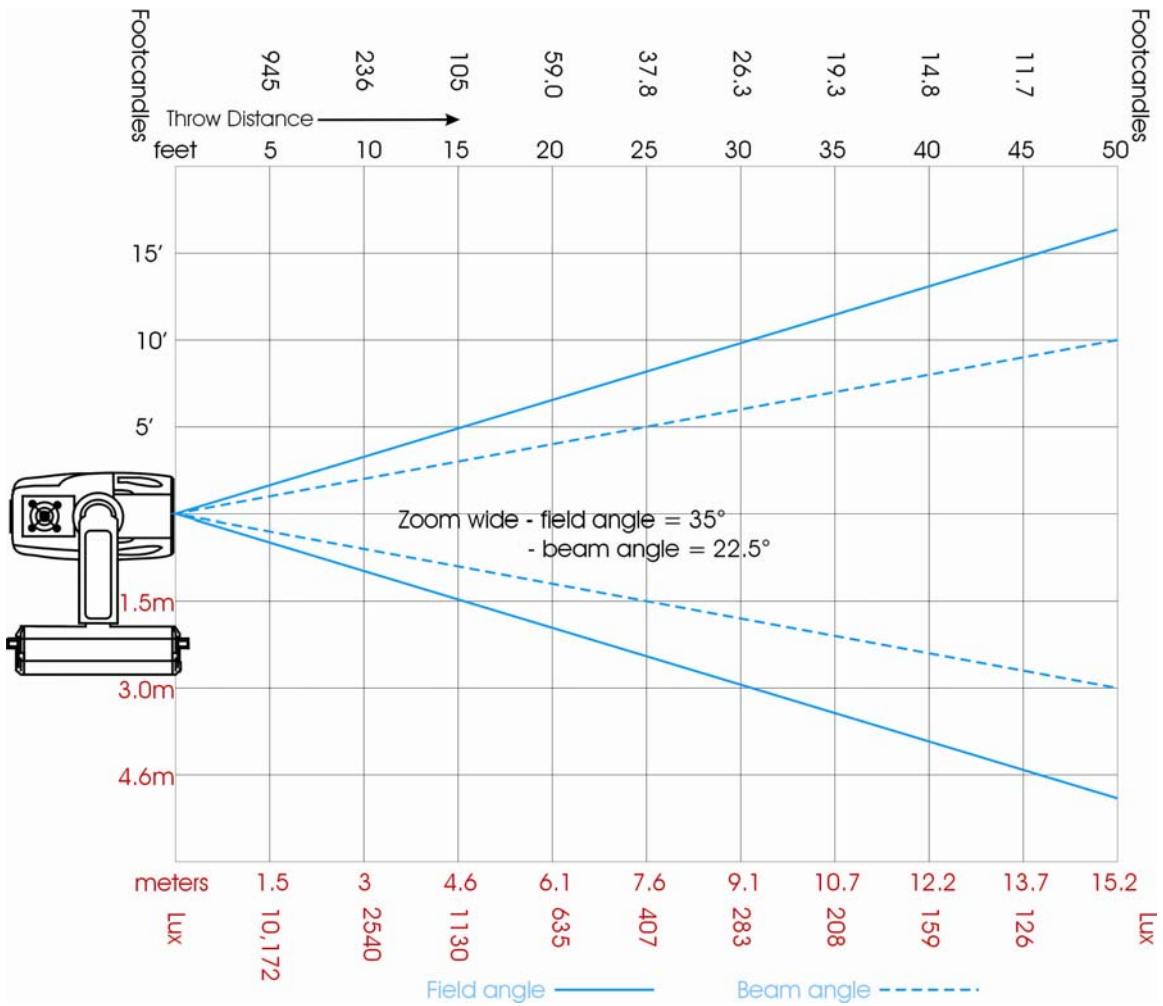 Footcandles 945 236 105 59.0 37.8 26.3 19.3 14.8 11.7 Footcandles
Throw Distance
feet 5 10 15 20 25 30 35 40 45 50
15’
10’
5’
Zoom wide - field angle = 35°
- beam angle = 22.5°
1.5m
3.0m
4.6m
meters 1.5 3 4.6 6.1 7.6 9.1 10.7 12.2 13.7 15.2
Lux 10,172 2540 1130 635 407 283 208 159 126 Lux
Field angle Beam angle